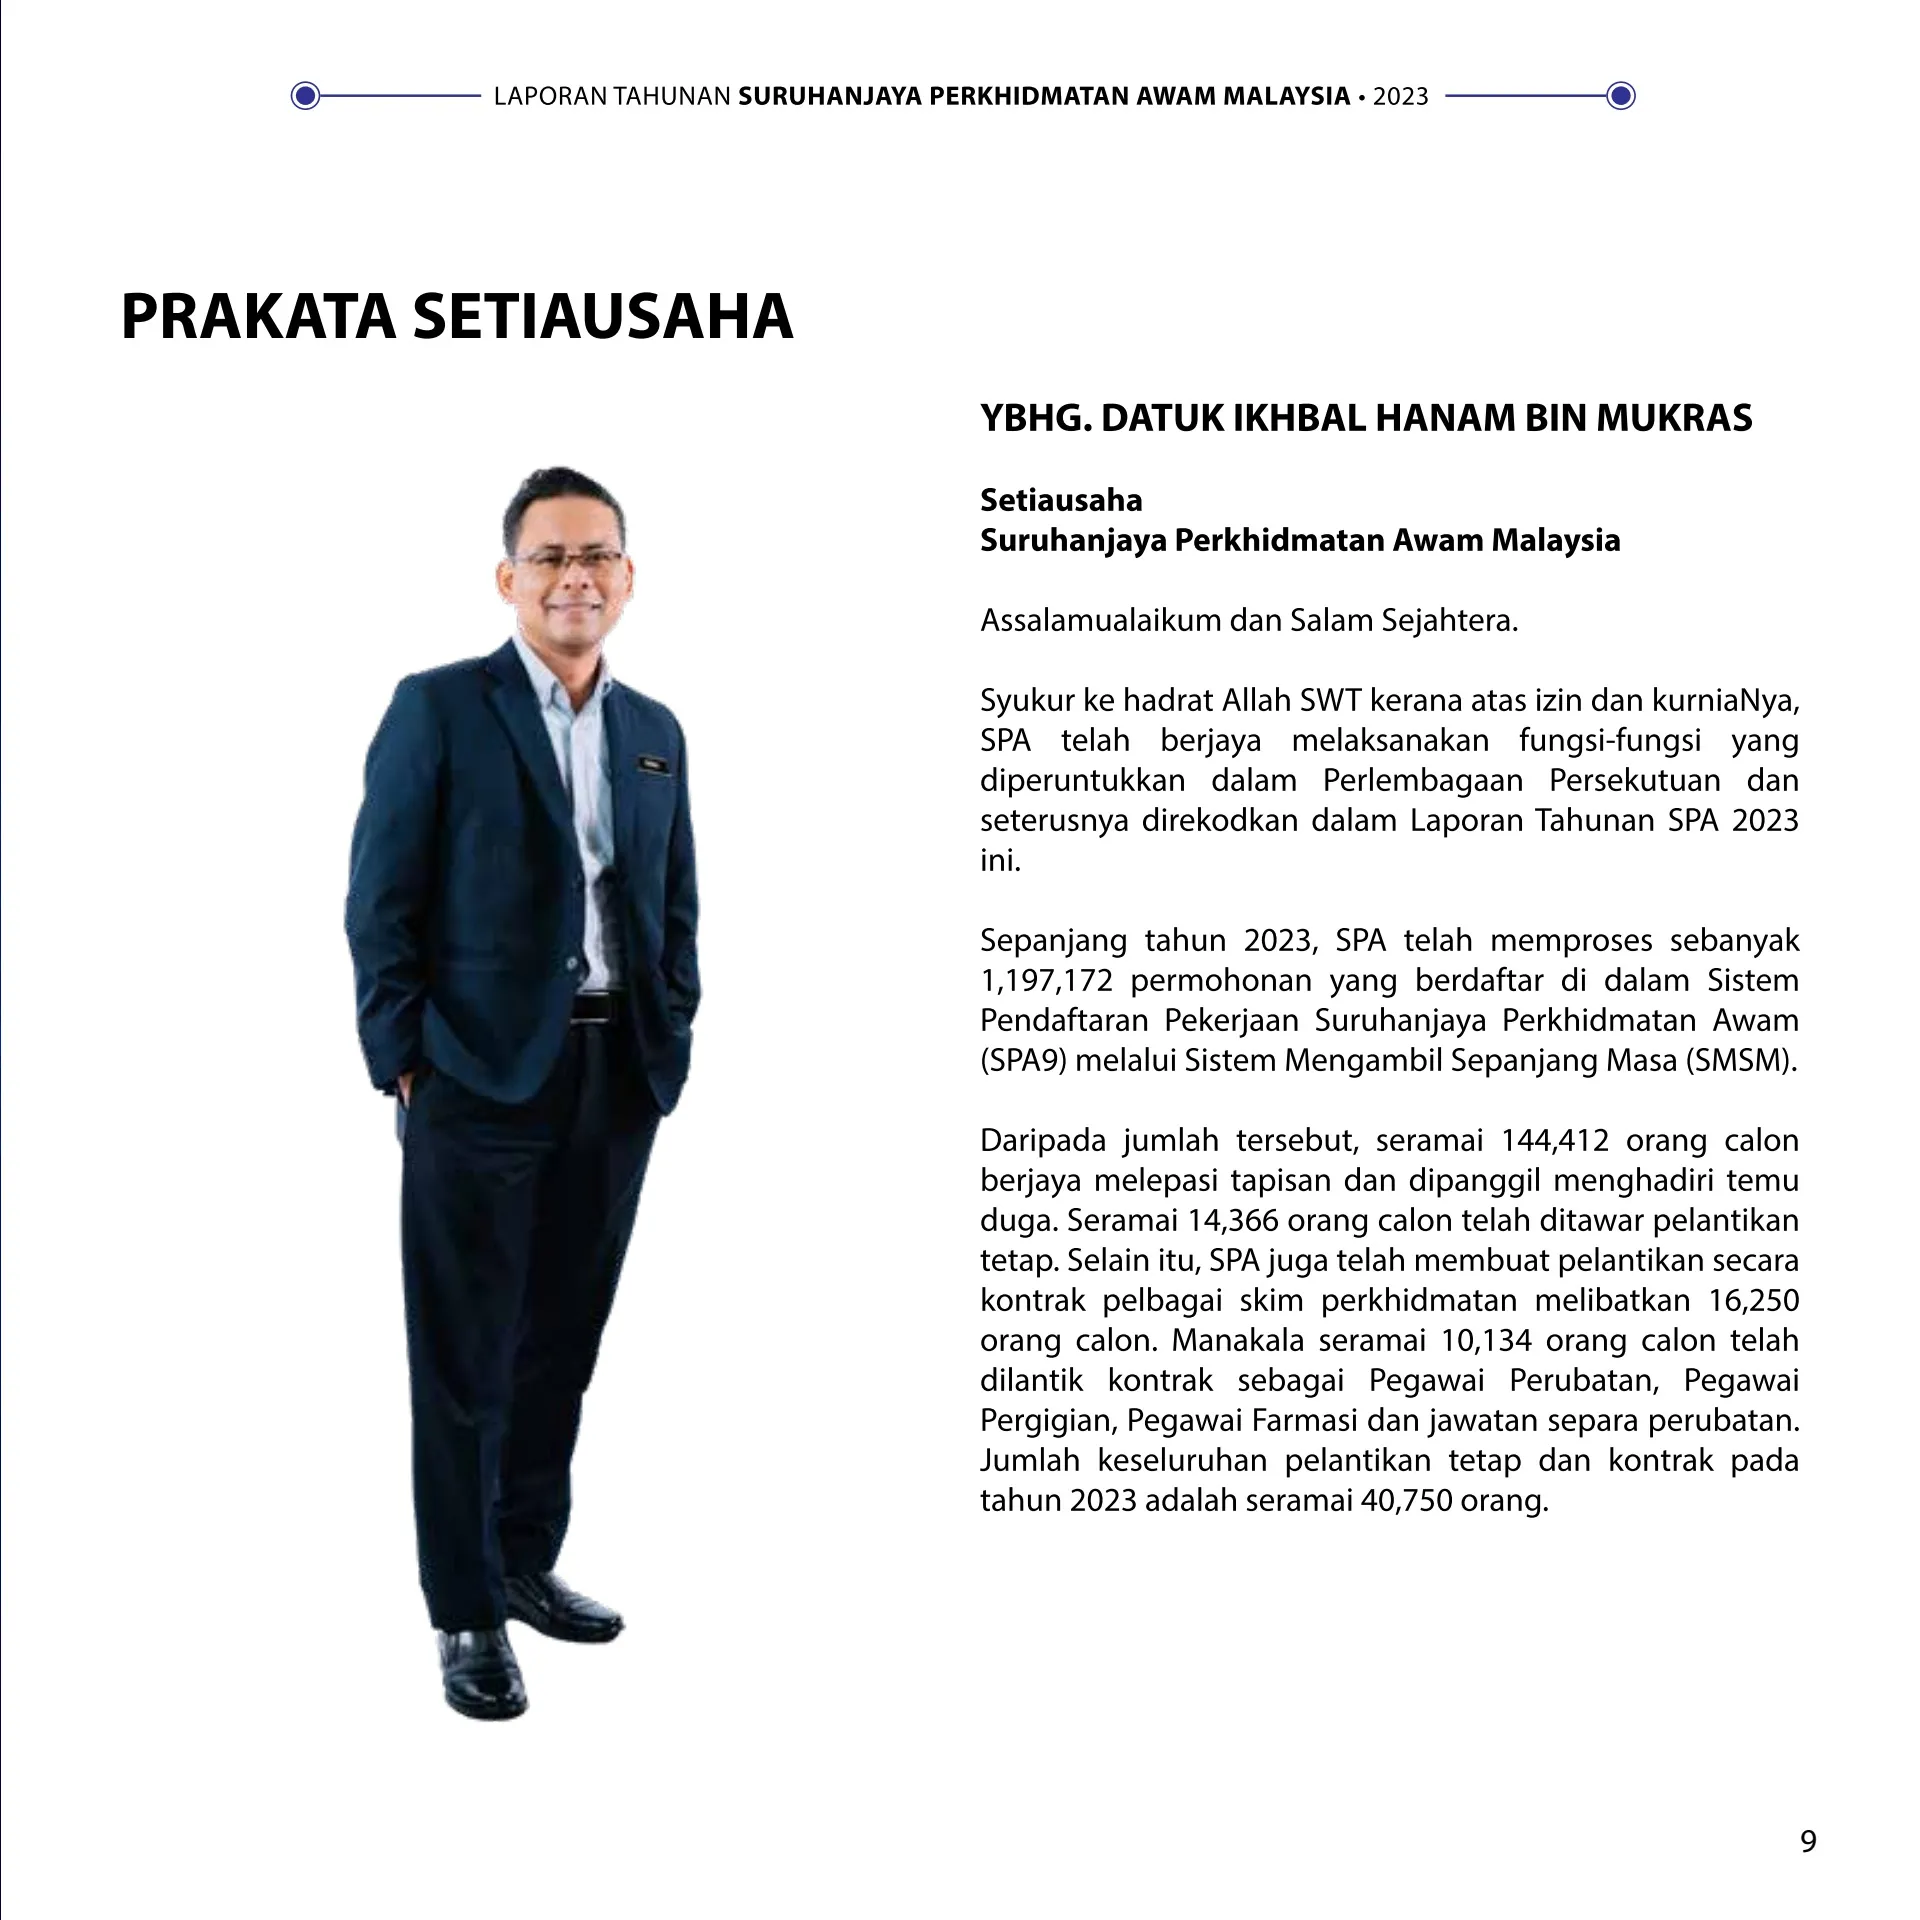 LAPORAN TAHUNAN SURUHANJAYA PERKHIDMATAN AWAM MALAYSIA • 2023
PRAKATA SETIAUSAHA
YBHG. DATUK IKHBAL HANAM BIN MUKRAS
Setiausaha
Suruhanjaya Perkhidmatan Awam Malaysia
Assalamualaikum dan Salam Sejahtera.
Syukur ke hadrat Allah SWT kerana atas izin dan kurniaNya,
SPA telah berjaya melaksanakan fungsi-fungsi yang
diperuntukkan dalam Perlembagaan Persekutuan dan
seterusnya direkodkan dalam Laporan Tahunan SPA 2023
ini.
Sepanjang tahun 2023, SPA telah memproses sebanyak
1,197,172 permohonan yang berdaftar di dalam Sistem
Pendaftaran Pekerjaan Suruhanjaya Perkhidmatan Awam
(SPA9) melalui Sistem Mengambil Sepanjang Masa (SMSM).
Daripada jumlah tersebut, seramai 144,412 orang calon
berjaya melepasi tapisan dan dipanggil menghadiri temu
duga. Seramai 14,366 orang calon telah ditawar pelantikan
tetap. Selain itu, SPA juga telah membuat pelantikan secara
kontrak pelbagai skim perkhidmatan melibatkan 16,250
orang calon. Manakala seramai 10,134 orang calon telah
dilantik kontrak sebagai Pegawai Perubatan, Pegawai
Pergigian, Pegawai Farmasi dan jawatan separa perubatan.
Jumlah keseluruhan pelantikan tetap dan kontrak pada
tahun 2023 adalah seramai 40,750 orang.
9